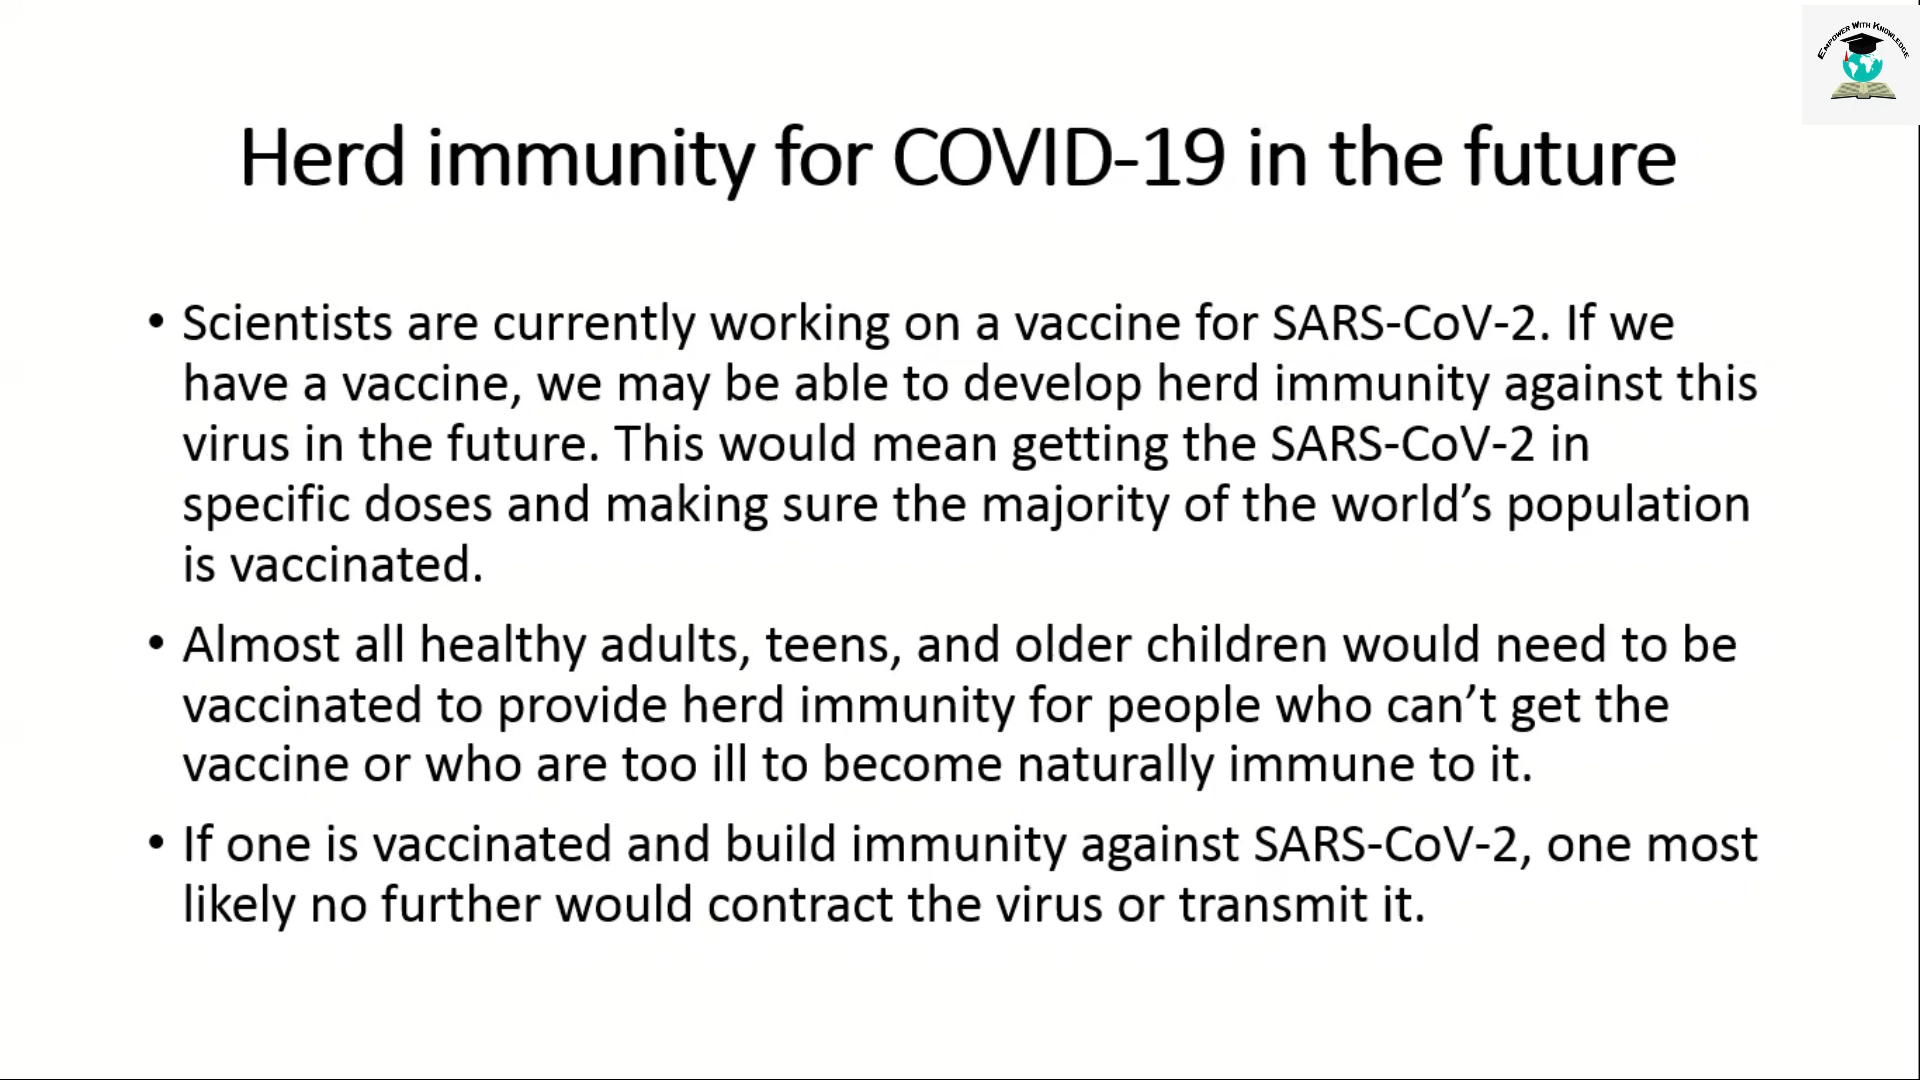 EMPOWER WITH KNOWLEDGE
Herd immunity for COVID-19 in the future
• Scientists are currently working on a vaccine for SARS-CoV-2. If we
have a vaccine, we may be able to develop herd immunity against this
virus in the future. This would mean getting the SARS-CoV-2 in
specific doses and making sure the majority of the world’s population
is vaccinated.
• Almost all healthy adults, teens, and older children would need to be
vaccinated to provide herd immunity for people who can’t get the
vaccine or who are too ill to become naturally immune to it.
• If one is vaccinated and build immunity against SARS-CoV-2, one most
likely no further would contract the virus or transmit it.